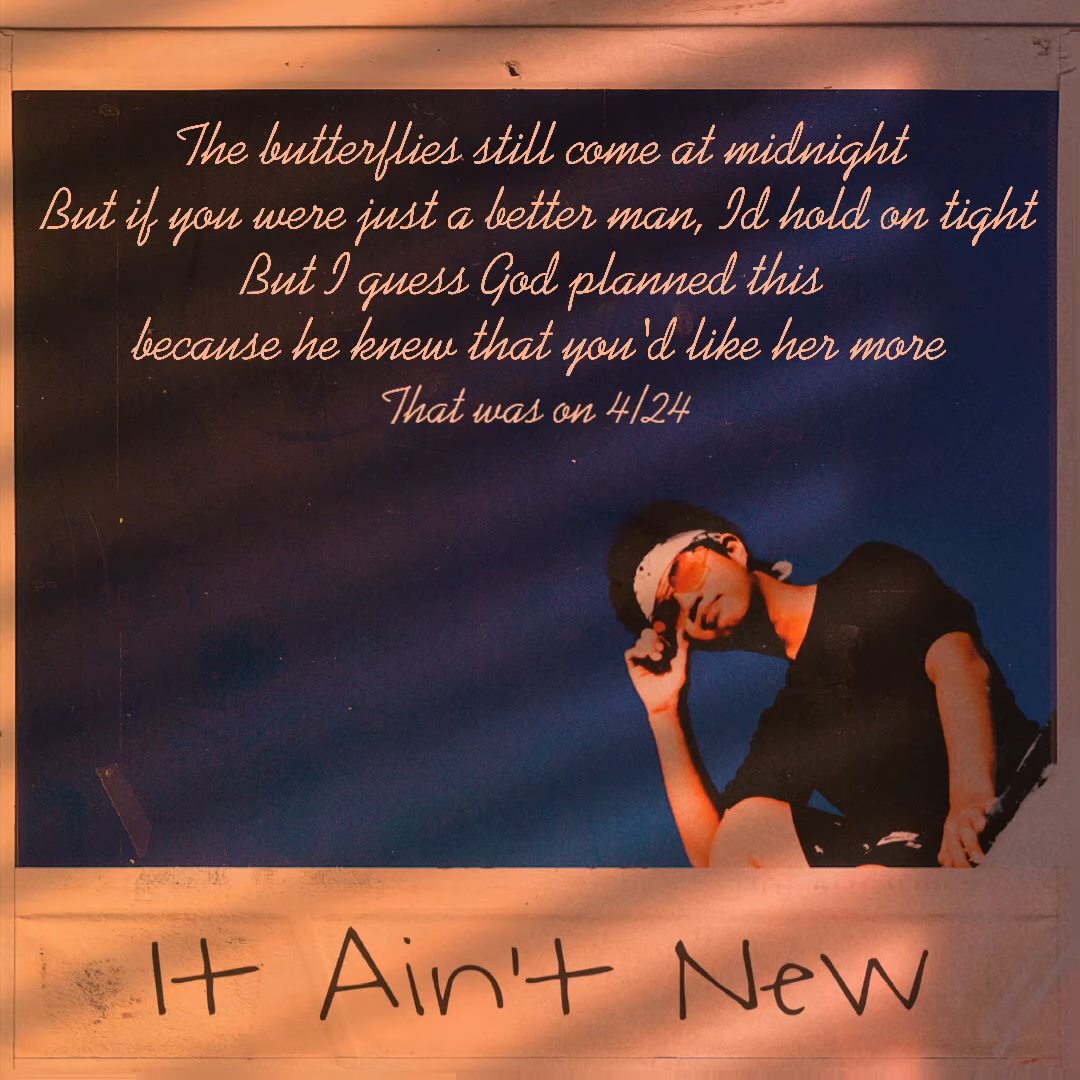 The butterflies still come at midnight
But if you were just a better man, Id hold on tight
But I guess God planned this
because he knew that you'd like her more
That was on 4/24
It Ain't New